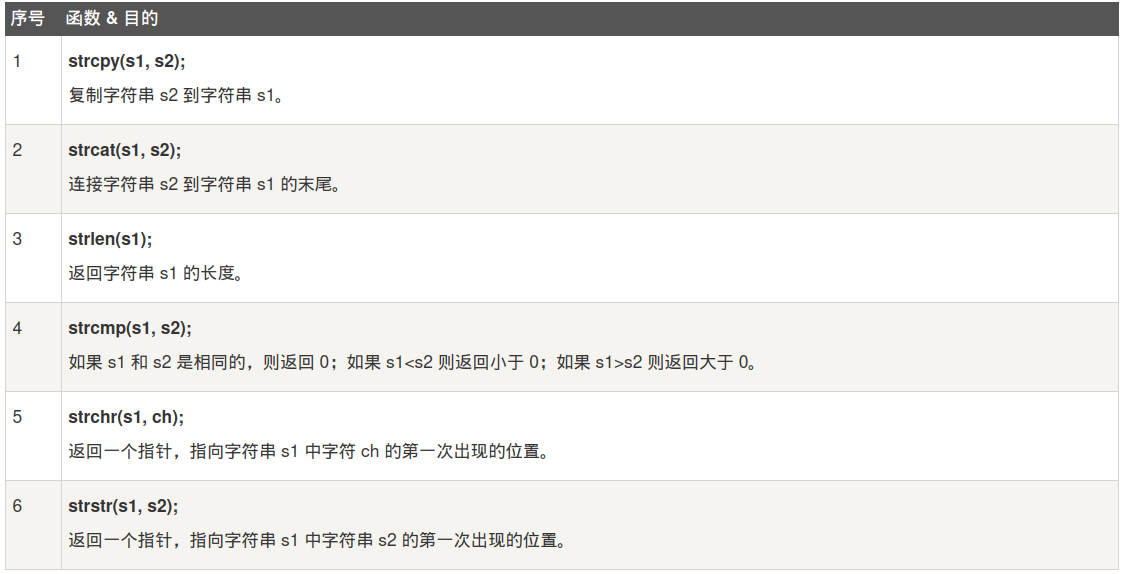 序号 函数 & 目的
1 strcpy(s1, s2);
复制字符串 s2 到字符串 s1。
2 strcat(s1, s2);
连接字符串 s2 到字符串 s1 的末尾。
3 strlen(s1);
返回字符串 s1 的长度。
4 strcmp(s1, s2);
如果 s1 和 s2 是相同的，则返回 0；如果 s1<s2 则返回小于 0；如果 s1>s2 则返回大于 0。
5 strchr(s1, ch);
返回一个指针，指向字符串 s1 中字符 ch 的第一次出现的位置。
6 strstr(s1, s2);
返回一个指针，指向字符串 s1 中字符串 s2 的第一次出现的位置。